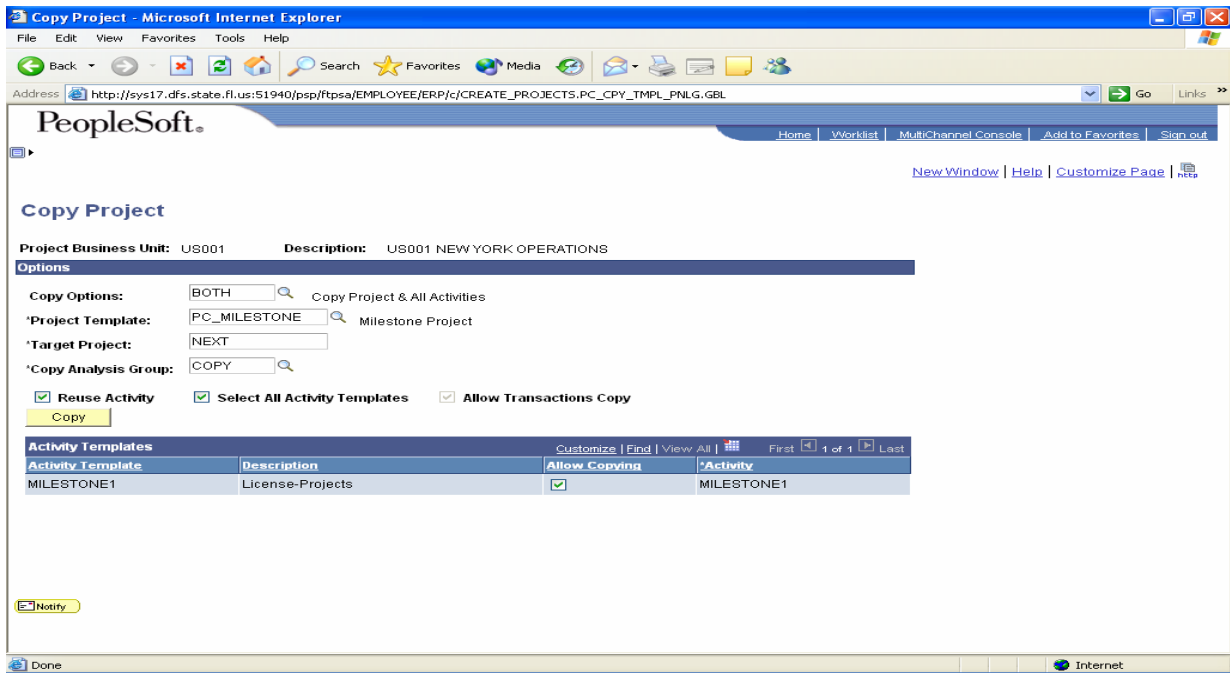 Copy Project - Microsoft Internet Explorer
File Edit View Favorites Tools Help
Back Search Favorites Media
Address http://sys17.dfs.state.fl.us:51940/psp/ftpsa/EMPLOYEE/ERP/c/CREATE_PROJECTS.PC_CPY_TMPL_PNLG.GBL Go Links »
PeopleSoft.
Home | Worklist | MultiChannel Console | Add to Favorites | Sign out
New Window | Help | Customize Page | http
Copy Project
Project Business Unit: US001 Description: US001 NEW YORK OPERATIONS
Options
Copy Options: BOTH Copy Project & All Activities
*Project Template: PC_MILESTONE Milestone Project
*Target Project: NEXT
*Copy Analysis Group: COPY
Reuse Activity Select All Activity Templates Allow Transactions Copy
Copy
Activity Templates Customize | Find | View All | First 1 of 1 Last
Activity Template Description Allow Copying *Activity
MILESTONE1 License-Projects MILESTONE1
Notify
Done Internet